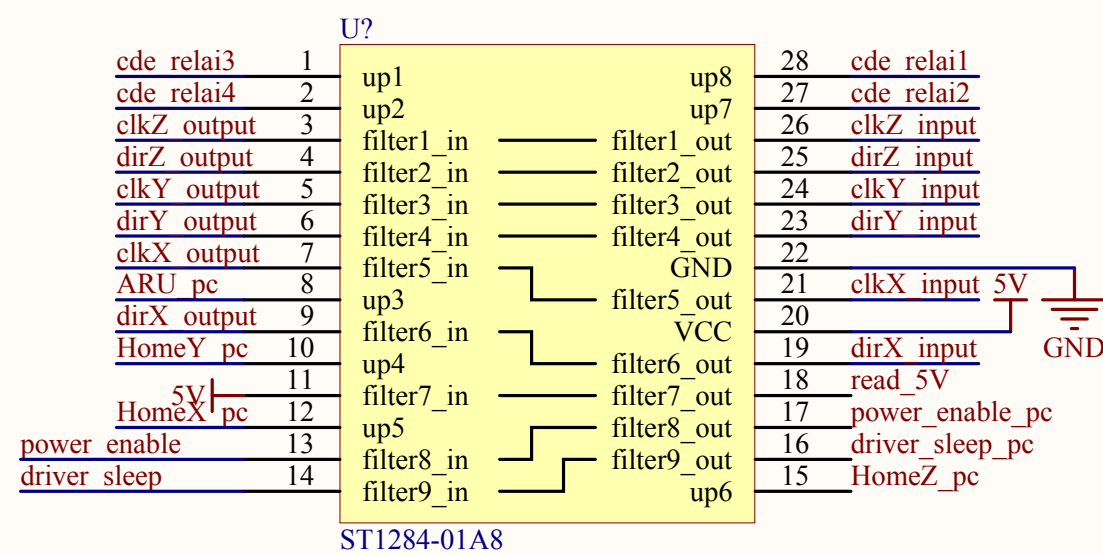 U?
cde_relai3 1 up1 up8 28 cde_relai1
cde_relai4 2 up2 up7 27 cde_relai2
clkZ_output 3 filter1_in filter1_out 26 clkZ_input
dirZ_output 4 filter2_in filter2_out 25 dirZ_input
clkY_output 5 filter3_in filter3_out 24 clkY_input
dirY_output 6 filter4_in filter4_out 23 dirY_input
clkX_output 7 filter5_in GND 22
ARU_pc 8 up3 filter5_out 21 clkX_input 5V
dirX_output 9 filter6_in VCC 20
HomeY_pc 10 up4 filter6_out 19 dirX_input GND
5V 11 filter7_in filter7_out 18 read_5V
HomeX_pc 12 up5 filter8_out 17 power_enable_pc
power_enable 13 filter8_in filter9_out 16 driver_sleep_pc
driver_sleep 14 filter9_in up6 15 HomeZ_pc
ST1284-01A8